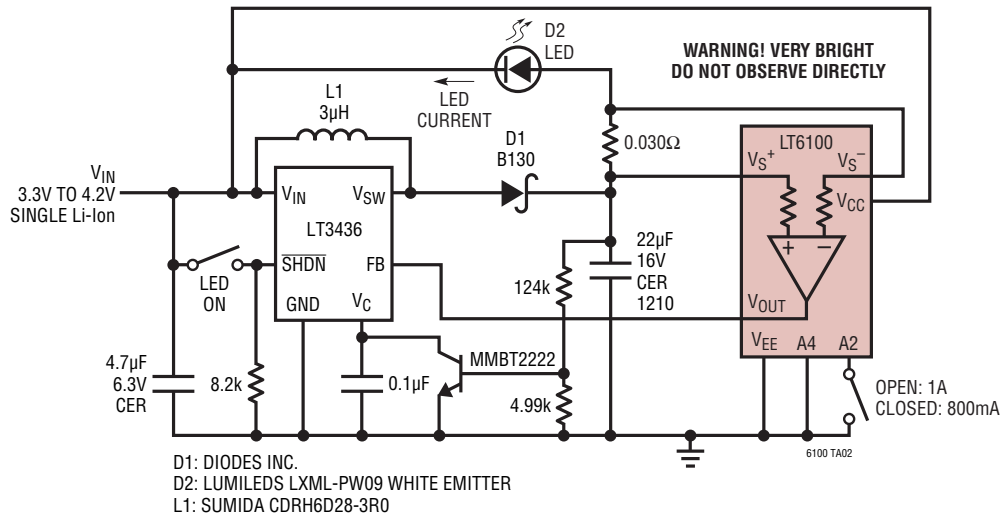 D2
LED
WARNING! VERY BRIGHT
DO NOT OBSERVE DIRECTLY
LED
CURRENT
L1
3µH
D1
B130
0.030Ω
LT6100
VS+
VS–
VCC
VIN
3.3V TO 4.2V
SINGLE Li-Ion
VIN
VSW
LT3436
SHDN
FB
GND
VC
LED
ON
124k
22µF
16V
CER
1210
+
–
VOUT
VEE
A4
A2
4.7µF
6.3V
CER
8.2k
0.1µF
MMBT2222
4.99k
OPEN: 1A
CLOSED: 800mA
6100 TA02
D1: DIODES INC.
D2: LUMILEDS LXML-PW09 WHITE EMITTER
L1: SUMIDA CDRH6D28-3R0